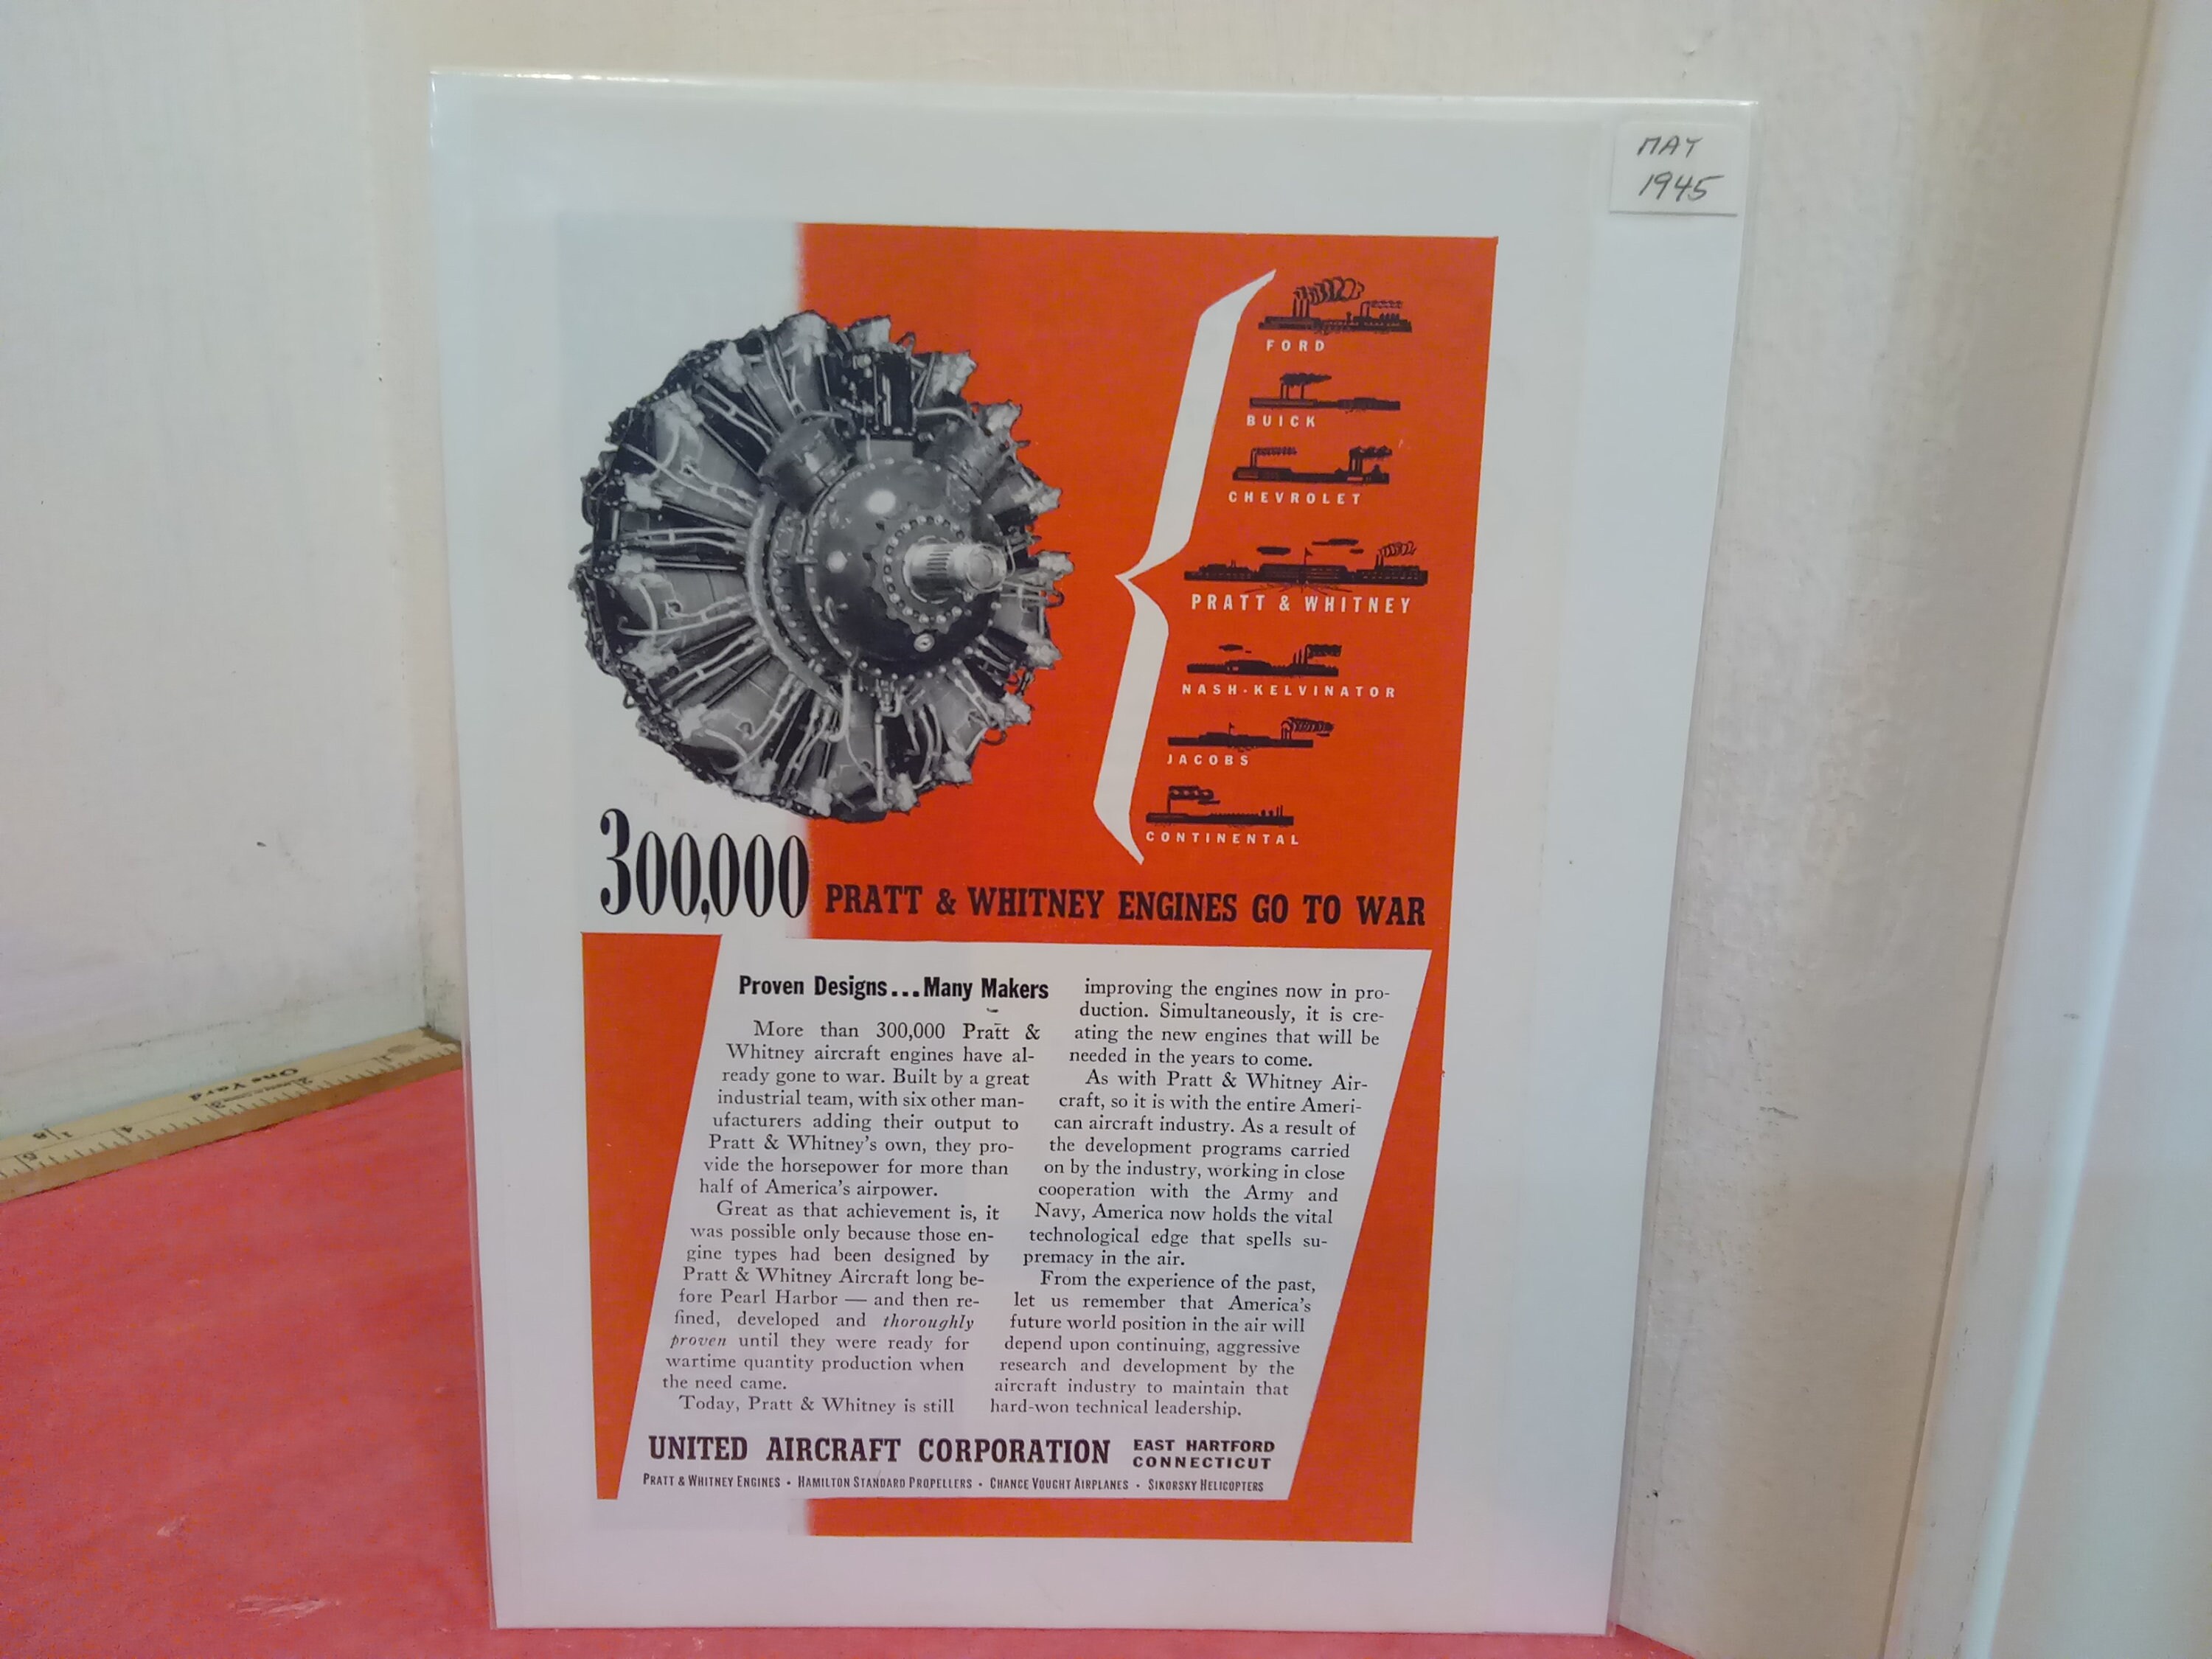 MAY
1945
FORD
BUICK
CHEVROLET
PRATT & WHITNEY
NASH-KELVINATOR
JACOBS
CONTINENTAL
300,000 PRATT & WHITNEY ENGINES GO TO WAR
Proven Designs...Many Makers
More than 300,000 Pratt &
Whitney aircraft engines have al-
ready gone to war. Built by a great
industrial team, with six other man-
ufacturers adding their output to
Pratt & Whitney's own, they pro-
vide the horsepower for more than
half of America's airpower.
Great as that achievement is, it
was possible only because those en-
gine types had been designed by
Pratt & Whitney Aircraft long be-
fore Pearl Harbor — and then re-
fined, developed and thoroughly
proven until they were ready for
wartime quantity production when
the need came.
Today, Pratt & Whitney is still
improving the engines now in pro-
duction. Simultaneously, it is cre-
ating the new engines that will be
needed in the years to come.
As with Pratt & Whitney Air-
craft, so it is with the entire Ameri-
can aircraft industry. As a result of
the development programs carried
on by the industry, working in close
cooperation with the Army and
Navy, America now holds the vital
technological edge that spells su-
premacy in the air.
From the experience of the past,
let us remember that America's
future world position in the air will
depend upon continuing, aggressive
research and development by the
aircraft industry to maintain that
hard-won technical leadership.
UNITED AIRCRAFT CORPORATION
EAST HARTFORD
CONNECTICUT
PRATT & WHITNEY ENGINES • HAMILTON STANDARD PROPELLERS • CHANCE VOUGHT AIRPLANES • SIKORSKY HELICOPTERS
One Yard
1 2 3 4 5
1/8